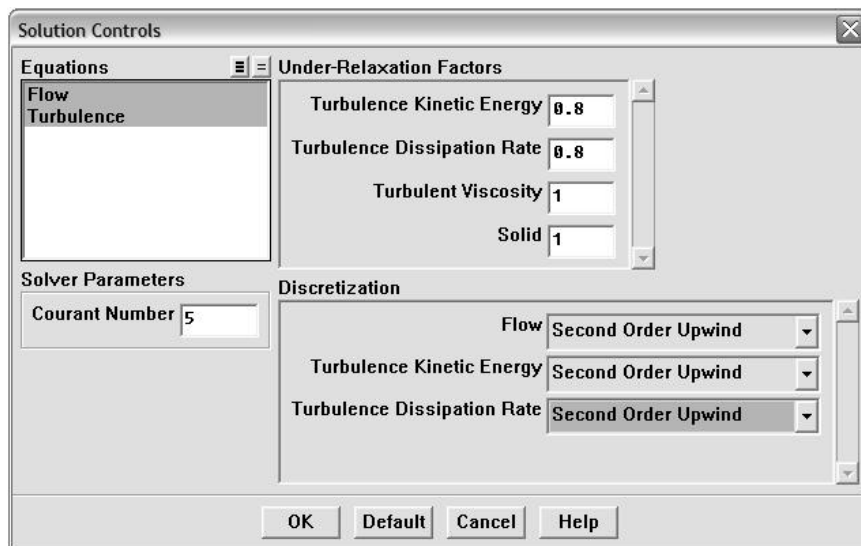 Solution Controls
Equations
Flow
Turbulence
Under-Relaxation Factors
Turbulence Kinetic Energy 0.8
Turbulence Dissipation Rate 0.8
Turbulent Viscosity 1
Solid 1
Solver Parameters
Courant Number 5
Discretization
Flow Second Order Upwind
Turbulence Kinetic Energy Second Order Upwind
Turbulence Dissipation Rate Second Order Upwind
OK Default Cancel Help